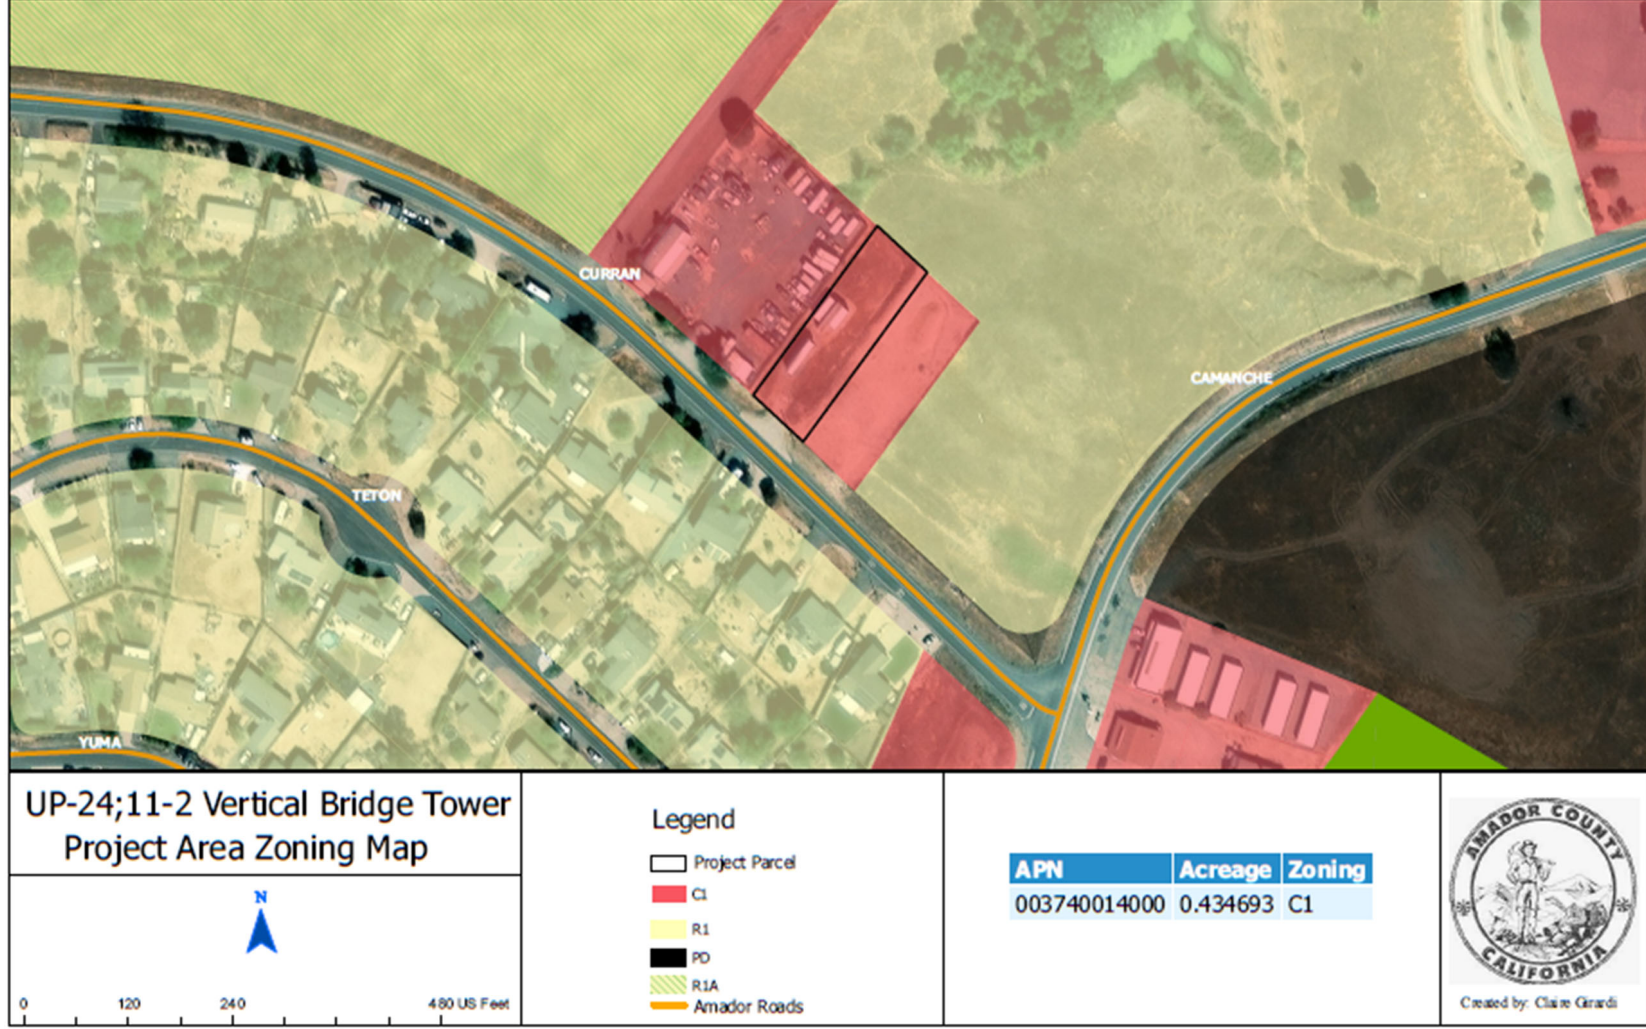 CURRAN
CAMANCHE
TETON
YUMA
UP-24;11-2 Vertical Bridge Tower
Project Area Zoning Map
N
0 120 240 480 US Feet
Legend
Project Parcel
C1
R1
PD
R1A
Amador Roads
APN Acreage Zoning
003740014000 0.434693 C1
AMADOR COUNTY
CALIFORNIA
Created by: Claire Girardi